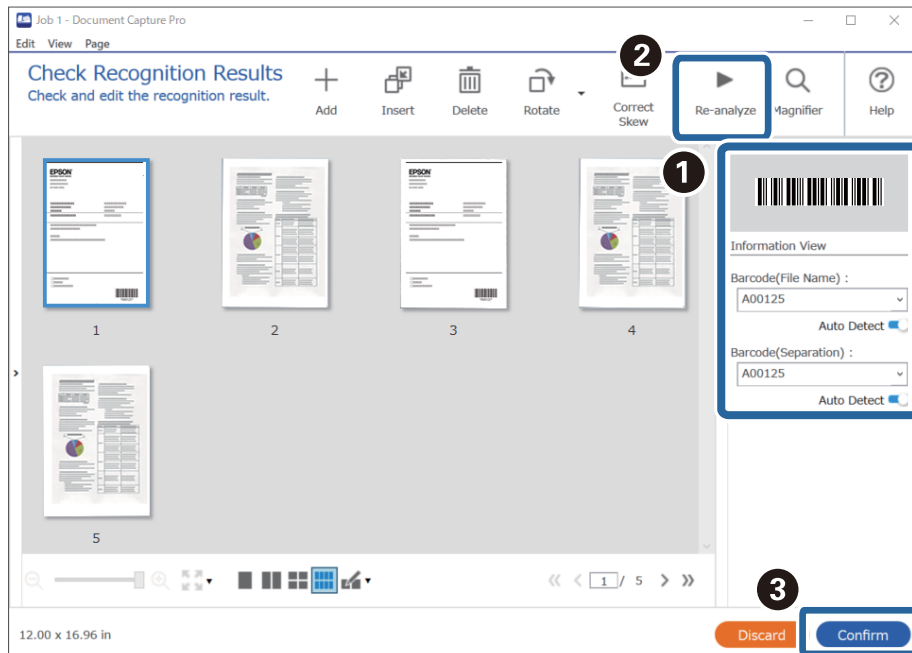 Job 1 - Document Capture Pro
Edit View Page
Check Recognition Results
Check and edit the recognition result.
Add
Insert
Delete
Rotate
Correct Skew
2
Re-analyze
Magnifier
Help
1
EPSON
EPSON
1
2
3
4
5
Information View
Barcode(File Name) :
A00125
Auto Detect
Barcode(Separation) :
A00125
Auto Detect
1 / 5
3
12.00 x 16.96 in
Discard
Confirm